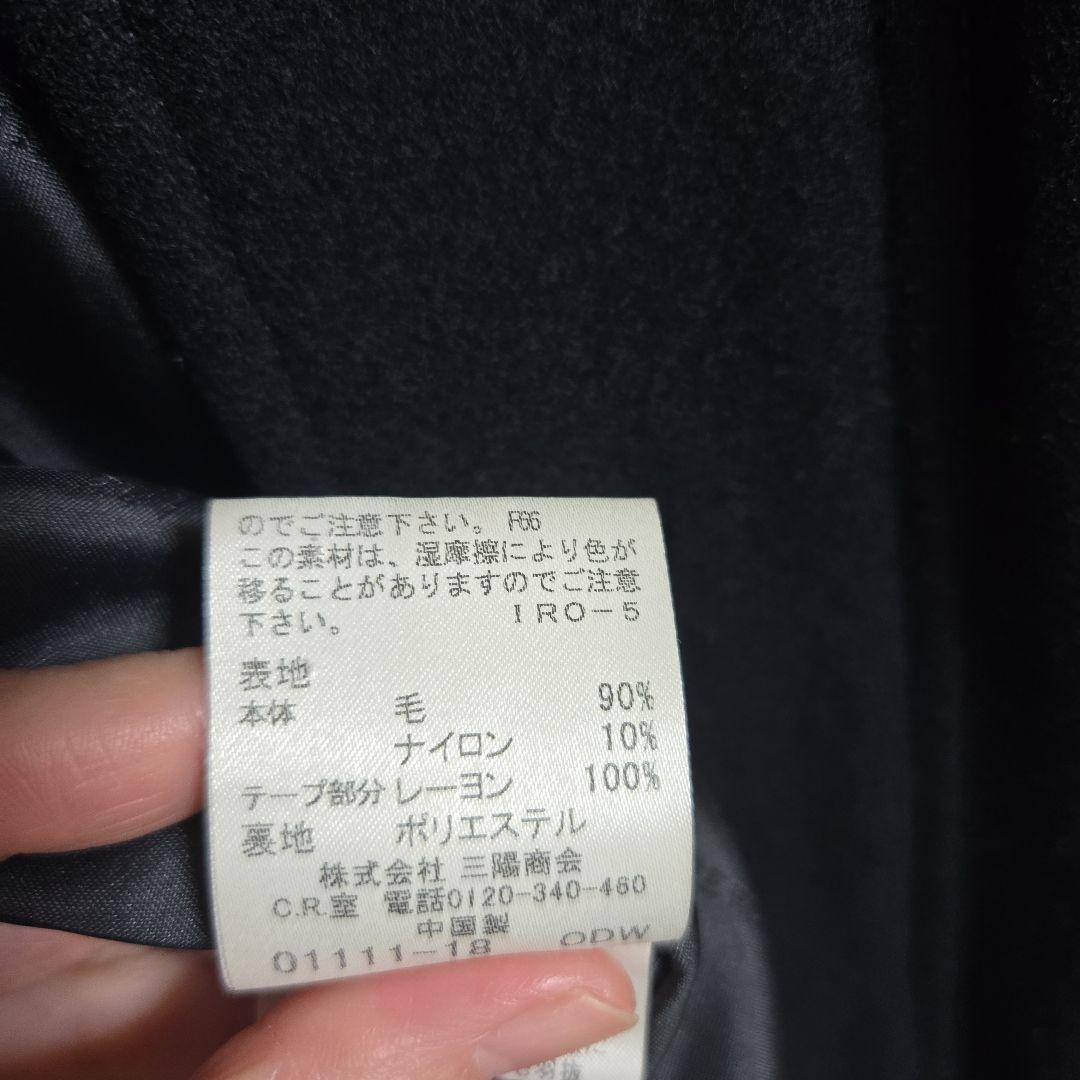 のでご注意下さい。 F66
この素材は、湿摩擦により色が
移ることがありますのでご注意
下さい。 IRO-5
表地
本体 毛 90%
ナイロン 10%
テープ部分 レーヨン 100%
裏地 ポリエステル
株式会社 三陽商会
C.R.室 電話0120-340-460
中国製
01111-18 ODW